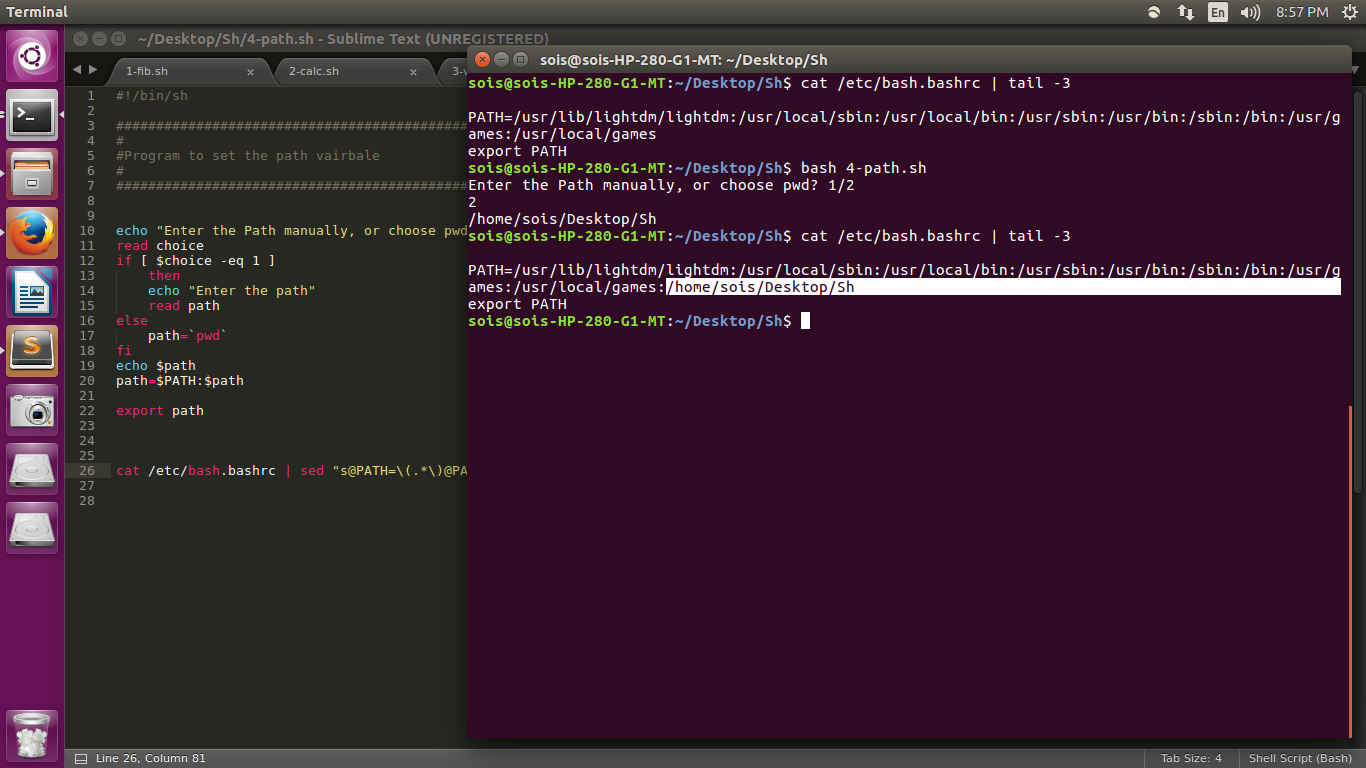 Terminal
En
8:57 PM
~/Desktop/Sh/4-path.sh - Sublime Text (UNREGISTERED)
1-fib.sh × 2-calc.sh × 3-v
1 #!/bin/sh
2
3 ############################################
4 #
5 #Program to set the path vairbale
6 #
7 ############################################
8
9
10 echo "Enter the Path manually, or choose pwd
11 read choice
12 if [ $choice -eq 1 ]
13 then
14 echo "Enter the path"
15 read path
16 else
17 path=`pwd`
18 fi
19 echo $path
20 path=$PATH:$path
21
22 export path
23
24
25
26 cat /etc/bash.bashrc | sed "s@PATH=\(.*\)@PA
27
28
Line 26, Column 81
Tab Size: 4
Shell Script (Bash)
sois@sois-HP-280-G1-MT: ~/Desktop/Sh
sois@sois-HP-280-G1-MT:~/Desktop/Sh$ cat /etc/bash.bashrc | tail -3
PATH=/usr/lib/lightdm/lightdm:/usr/local/sbin:/usr/local/bin:/usr/sbin:/usr/bin:/sbin:/bin:/usr/g
ames:/usr/local/games
export PATH
sois@sois-HP-280-G1-MT:~/Desktop/Sh$ bash 4-path.sh
Enter the Path manually, or choose pwd? 1/2
2
/home/sois/Desktop/Sh
sois@sois-HP-280-G1-MT:~/Desktop/Sh$ cat /etc/bash.bashrc | tail -3
PATH=/usr/lib/lightdm/lightdm:/usr/local/sbin:/usr/local/bin:/usr/sbin:/usr/bin:/sbin:/bin:/usr/g
ames:/usr/local/games:/home/sois/Desktop/Sh
export PATH
sois@sois-HP-280-G1-MT:~/Desktop/Sh$